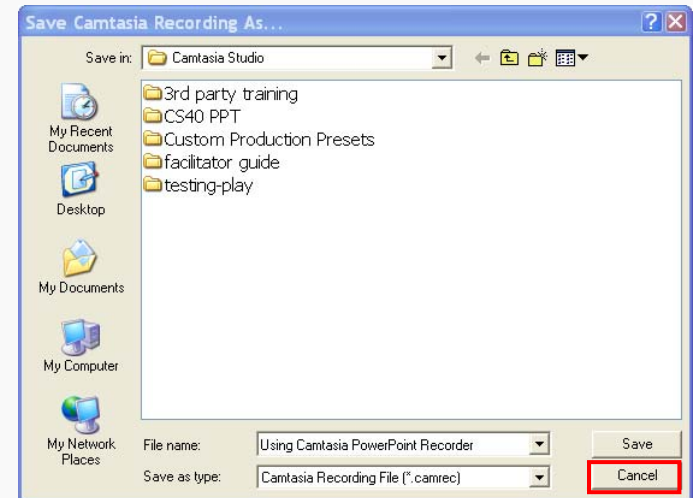 Save Camtasia Recording As...
Save in:
Camtasia Studio
My Recent
Documents
Desktop
My Documents
My Computer
My Network
Places
3rd party training
CS40 PPT
Custom Production Presets
facilitator guide
testing-play
File name:
Using Camtasia PowerPoint Recorder
Save
Save as type:
Camtasia Recording File (*.camrec)
Cancel